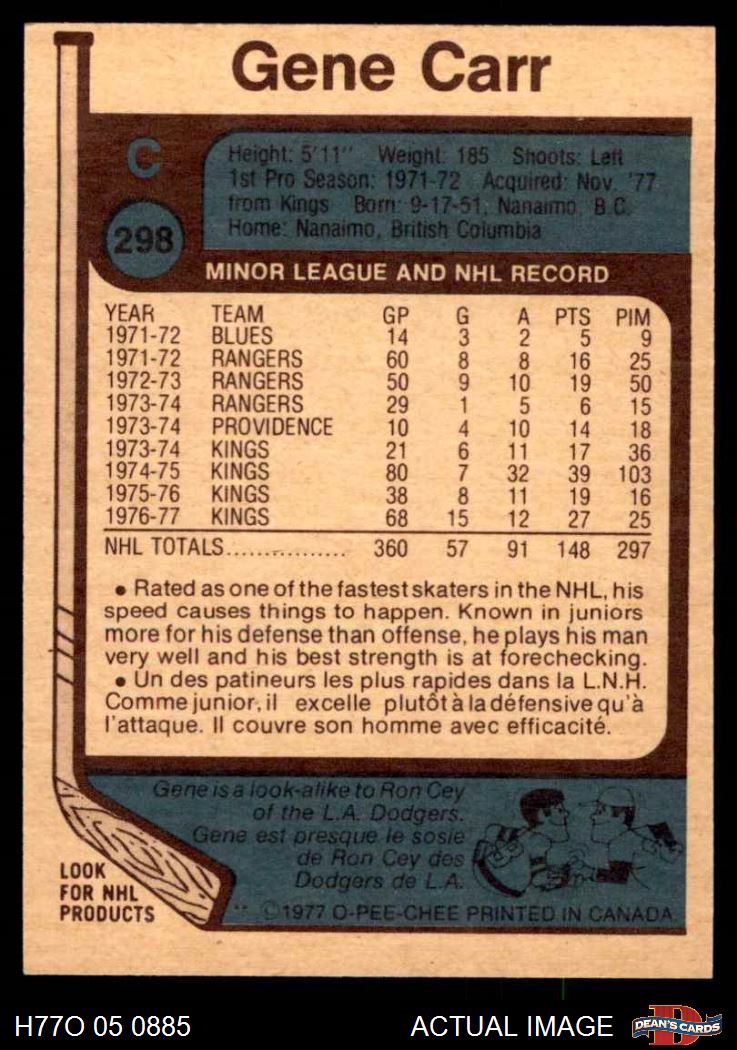 Gene Carr
C
298
Height: 5'11" Weight: 185 Shoots: Left
1st Pro Season: 1971-72 Acquired: Nov. '77
from Kings Born: 9-17-51, Nanaimo, B.C.
Home: Nanaimo, British Columbia
MINOR LEAGUE AND NHL RECORD
YEAR TEAM GP G A PTS PIM
1971-72 BLUES 14 3 2 5 9
1971-72 RANGERS 60 8 8 16 25
1972-73 RANGERS 50 9 10 19 50
1973-74 RANGERS 29 1 5 6 15
1973-74 PROVIDENCE 10 4 10 14 18
1973-74 KINGS 21 6 11 17 36
1974-75 KINGS 80 7 32 39 103
1975-76 KINGS 38 8 11 19 16
1976-77 KINGS 68 15 12 27 25
NHL TOTALS................ 360 57 91 148 297
• Rated as one of the fastest skaters in the NHL, his
speed causes things to happen. Known in juniors
more for his defense than offense, he plays his man
very well and his best strength is at forechecking.
• Un des patineurs les plus rapides dans la L.N.H.
Comme junior, il excelle plutôt à la défensive qu'à
l'attaque. Il couvre son homme avec efficacité.
Gene is a look-alike to Ron Cey
of the L.A. Dodgers.
Gene est presque le sosie
de Ron Cey des
Dodgers de L.A.
LOOK
FOR NHL
PRODUCTS
** ©1977 O-PEE-CHEE PRINTED IN CANADA
H77O 05 0885
ACTUAL IMAGE
D
DEAN'S CARDS